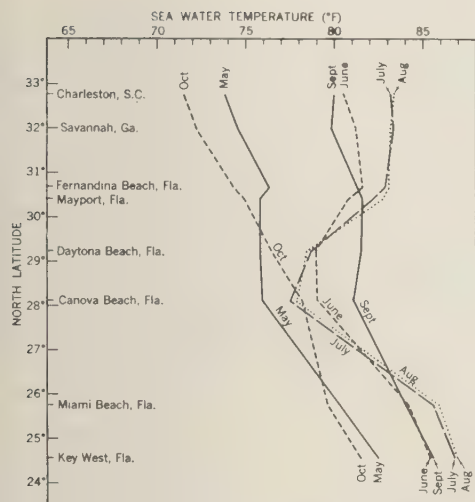 SEA WATER TEMPERATURE (°F)
65 70 75 80 85
34°
33°
32°
31°
30°
29°
28°
27°
26°
25°
24°
NORTH LATITUDE
Charleston, S.C.
Savannah, Ga.
Fernandina Beach, Fla.
Mayport, Fla.
Daytona Beach, Fla.
Canova Beach, Fla.
Miami Beach, Fla.
Key West, Fla.
Oct
May
Sept
June
July
Aug
Oct
May
July
June
Sept
Aug
Oct
May
June
Sept
July
Aug